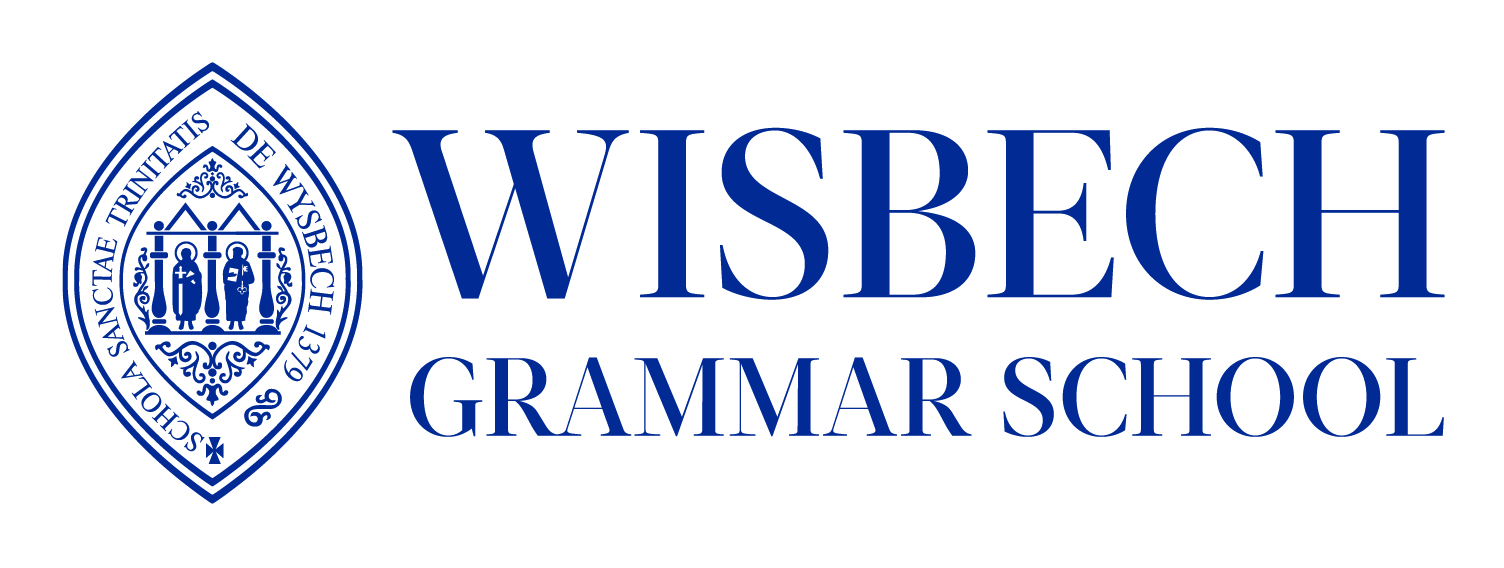 SCHOLA SANCTAE TRINITATIS DE WYSBECH 1379
WISBECH
GRAMMAR SCHOOL